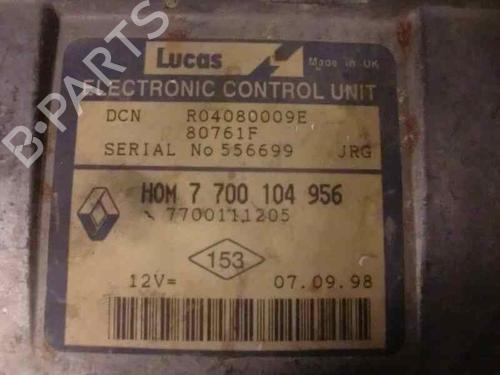 Lucas
Made in UK
ELECTRONIC CONTROL UNIT
DCN R04080009E
80761F
SERIAL No 556699 JRG
HOM 7 700 104 956
7700111205
153
12V= 07.09.98